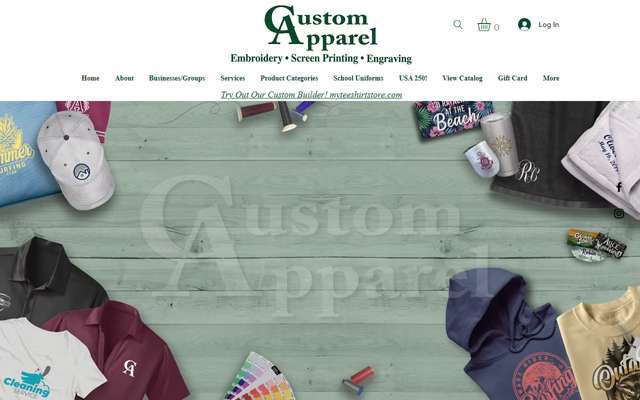 Custom
Apparel
Embroidery • Screen Printing • Engraving
0
Log In
Home
About
Businesses/Groups
Services
Product Categories
School Uniforms
USA 250!
View Catalog
Gift Card
More
Try Out Our Custom Builder! myteeshirtstore.com
at the
Beach
RC
Custom
Apparel
CA
Cleaning